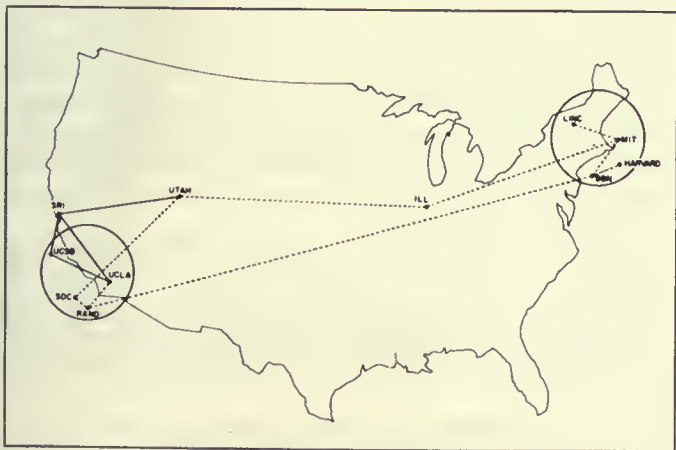 LINC
MIT
HARVARD
BBN
UTAH
ILL
SRI
UCSB
UCLA
SDC
RAND